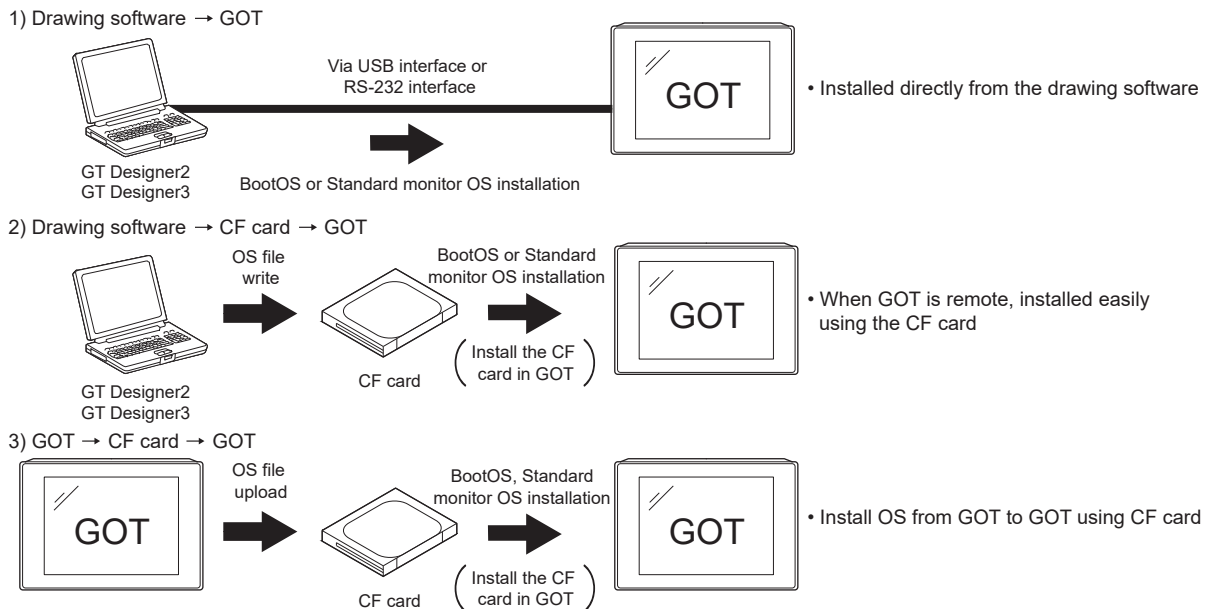 1) Drawing software → GOT
Via USB interface or
RS-232 interface
GOT
• Installed directly from the drawing software
GT Designer2
GT Designer3
BootOS or Standard monitor OS installation
2) Drawing software → CF card → GOT
OS file
write
BootOS or Standard
monitor OS installation
GOT
• When GOT is remote, installed easily
using the CF card
(Install the CF
card in GOT)
CF card
GT Designer2
GT Designer3
3) GOT → CF card → GOT
GOT
OS file
upload
BootOS, Standard
monitor OS installation
GOT
• Install OS from GOT to GOT using CF card
(Install the CF
card in GOT)
CF card